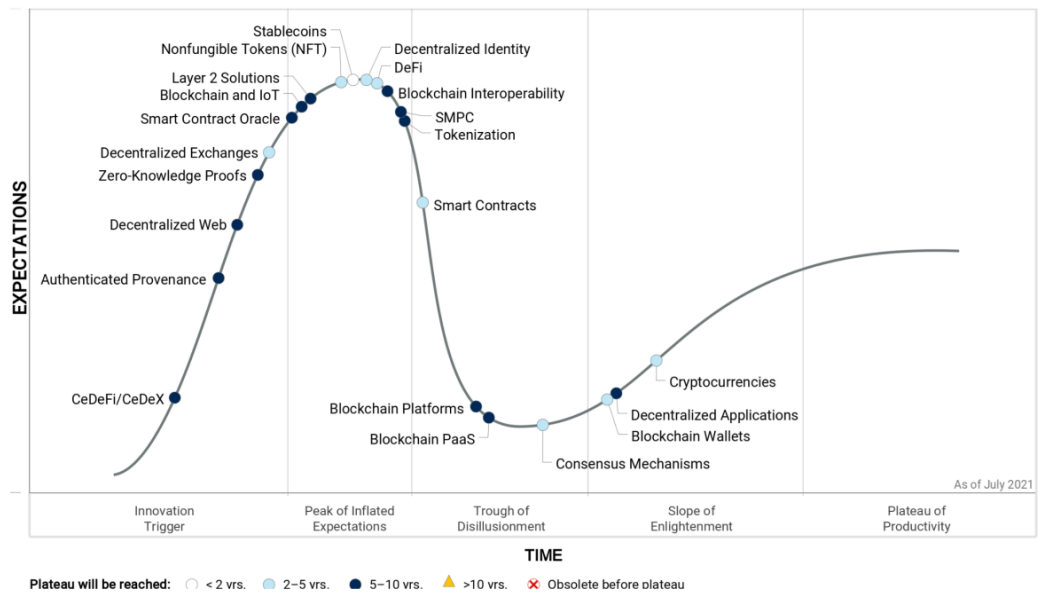 Stablecoins
Nonfungible Tokens (NFT)
Decentralized Identity
DeFi
Layer 2 Solutions
Blockchain and IoT
Blockchain Interoperability
Smart Contract Oracle
SMPC
Tokenization
Decentralized Exchanges
Zero-Knowledge Proofs
Smart Contracts
Decentralized Web
Authenticated Provenance
EXPECTATIONS
CeDeFi/CeDeX
Cryptocurrencies
Blockchain Platforms
Decentralized Applications
Blockchain PaaS
Blockchain Wallets
Consensus Mechanisms
As of July 2021
Innovation
Trigger
Peak of Inflated
Expectations
Trough of
Disillusionment
Slope of
Enlightenment
Plateau of
Productivity
TIME
Plateau will be reached: < 2 yrs. 2–5 yrs. 5–10 yrs. >10 yrs. Obsolete before plateau